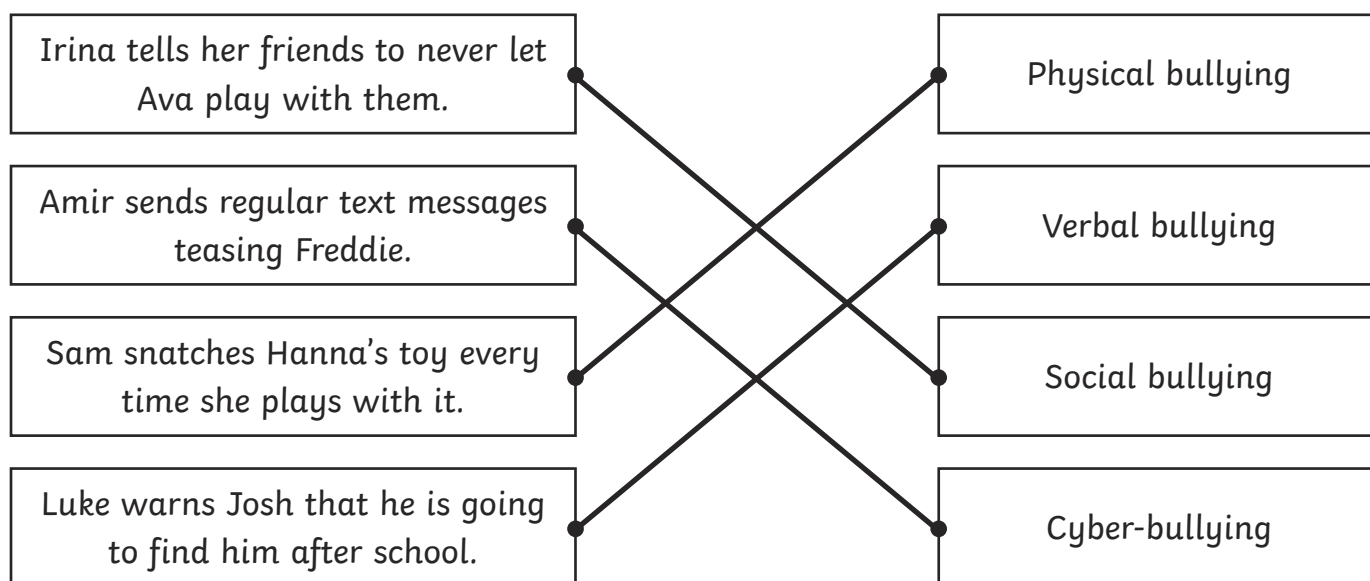 Irina tells her friends to never let
Ava play with them.
Physical bullying
Amir sends regular text messages
teasing Freddie.
Verbal bullying
Sam snatches Hanna's toy every
time she plays with it.
Social bullying
Luke warns Josh that he is going
to find him after school.
Cyber-bullying